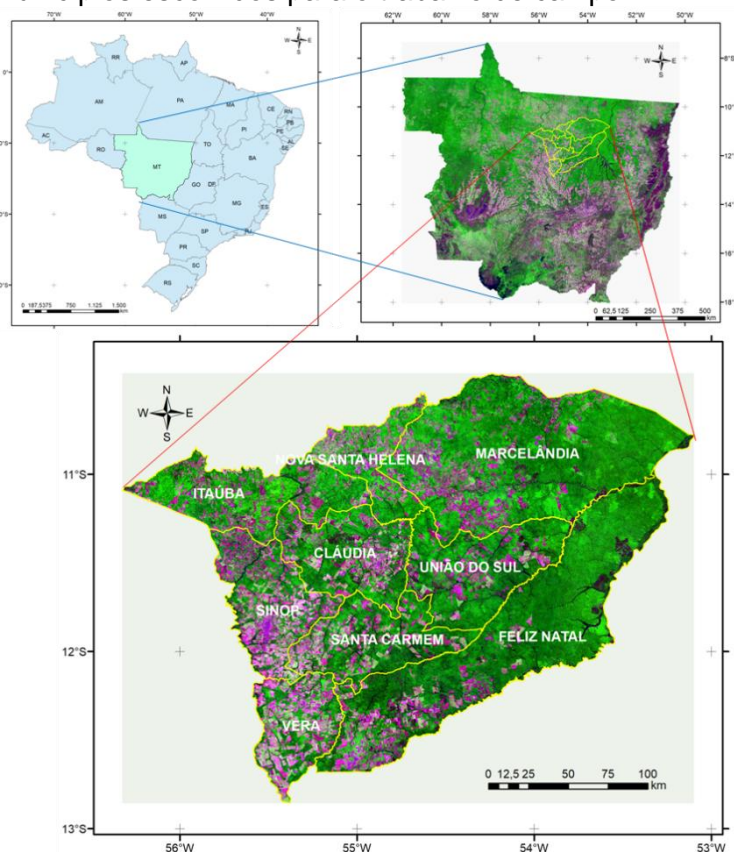 70°W 60°W 50°W 40°W
N
W E
S
RR
AP
0°
AM
PA
MA
CE
RN
PB
PE
AL
SE
PI
AC
RO
TO
MT
BA
GO
DF
MG
ES
MS
SP
PR
SC
RS
0 187,5375 750 1.125 1.500
km
62°W 60°W 58°W 56°W 54°W 52°W 50°W
N
W E
S
8°S
10°S
12°S
14°S
16°S
18°S
0 62,5 125 250 375 500
km
N
W E
S
11°S
12°S
13°S
NOVA SANTA HELENA
MARCELÂNDIA
ITAÚBA
CLÁUDIA
UNIÃO DO SUL
SINOP
SANTA CARMEM
FELIZ NATAL
VERA
0 12,5 25 50 75 100
km
56°W 55°W 54°W 53°W